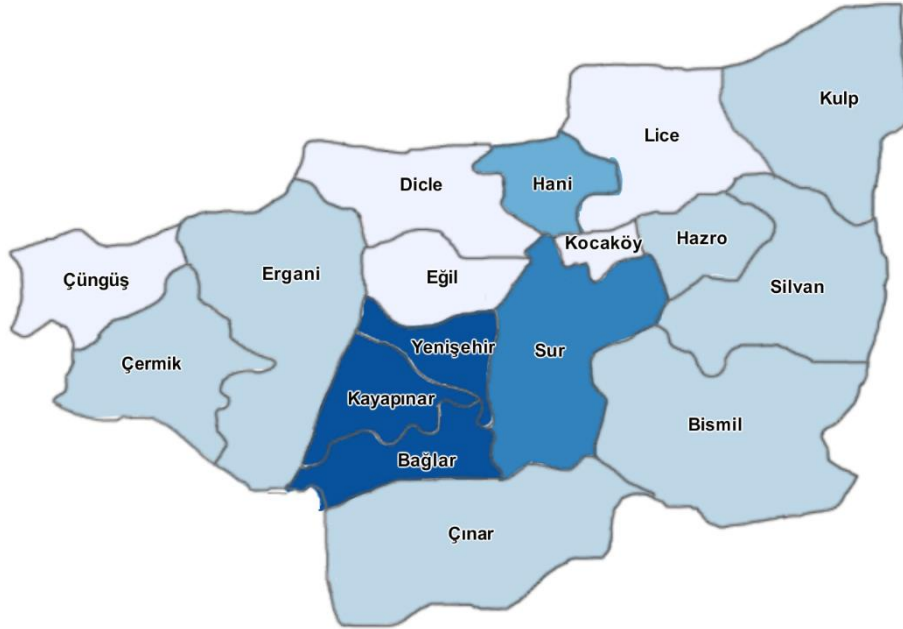 Kulp
Lice
Dicle
Hani
Kocaköy
Hazro
Çüngüş
Ergani
Eğil
Silvan
Çermik
Yenişehir
Sur
Kayapınar
Bismil
Bağlar
Çınar